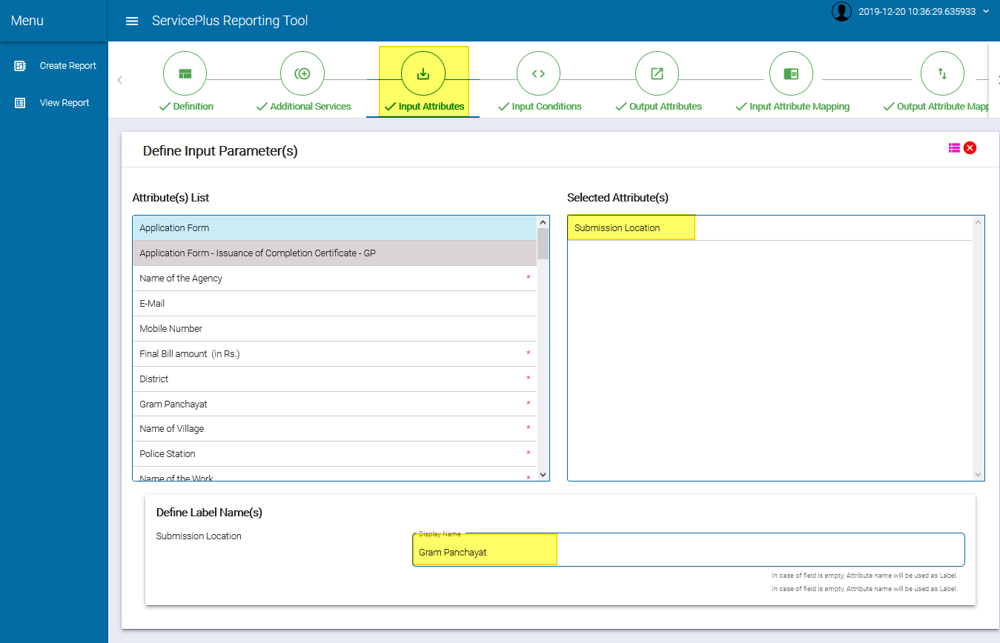 Menu
ServicePlus Reporting Tool
2019-12-20 10:36:29.635933
Create Report
View Report
Definition
Additional Services
Input Attributes
Input Conditions
Output Attributes
Input Attribute Mapping
Output Attribute Mapp
Define Input Parameter(s)
Attribute(s) List
Application Form
Application Form - Issuance of Completion Certificate - GP
Name of the Agency *
E-Mail
Mobile Number
Final Bill amount (in Rs.) *
District *
Gram Panchayat *
Name of Village *
Police Station *
Name of the Work *
Selected Attribute(s)
Submission Location
Define Label Name(s)
Submission Location
Display Name
Gram Panchayat
In case of field is empty, Attribute name will be used as Label.
In case of field is empty, Attribute name will be used as Label.